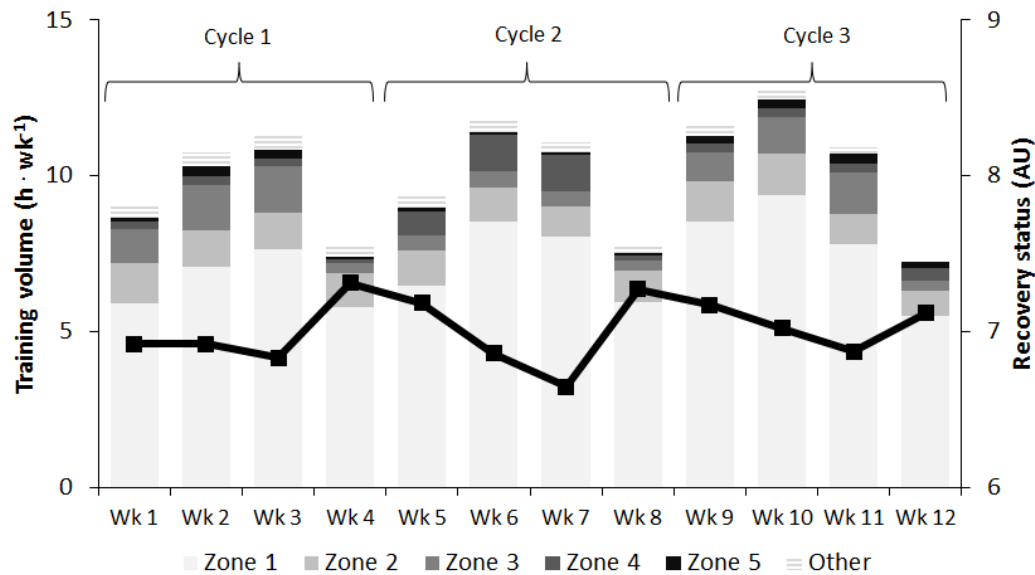 15
9
Cycle 1
Cycle 2
Cycle 3
10
8
5
7
0
6
Training volume (h · wk⁻¹)
Recovery status (AU)
Wk 1 Wk 2 Wk 3 Wk 4 Wk 5 Wk 6 Wk 7 Wk 8 Wk 9 Wk 10 Wk 11 Wk 12
Zone 1 Zone 2 Zone 3 Zone 4 Zone 5 Other